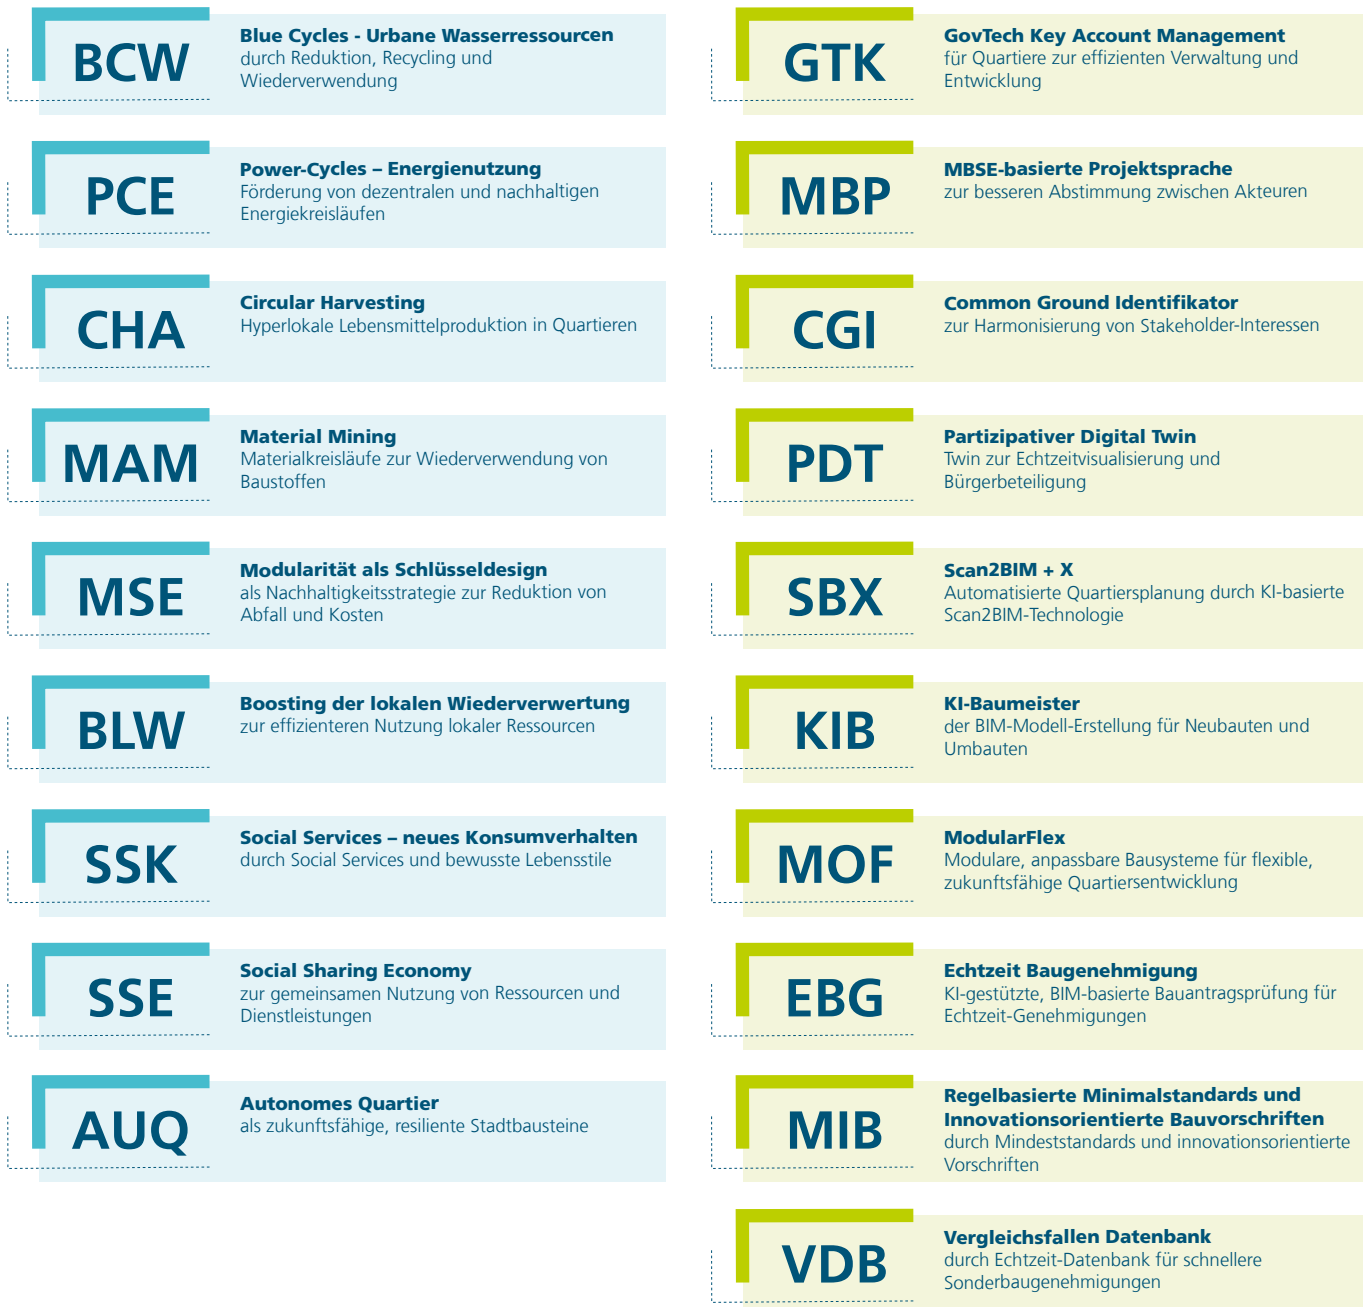 BCW
Blue Cycles - Urbane Wasserressourcen
durch Reduktion, Recycling und
Wiederverwendung
PCE
Power-Cycles – Energienutzung
Förderung von dezentralen und nachhaltigen
Energiekreisläufen
CHA
Circular Harvesting
Hyperlokale Lebensmittelproduktion in Quartieren
MAM
Material Mining
Materialkreisläufe zur Wiederverwendung von
Baustoffen
MSE
Modularität als Schlüsseldesign
als Nachhaltigkeitsstrategie zur Reduktion von
Abfall und Kosten
BLW
Boosting der lokalen Wiederverwertung
zur effizienteren Nutzung lokaler Ressourcen
SSK
Social Services – neues Konsumverhalten
durch Social Services und bewusste Lebensstile
SSE
Social Sharing Economy
zur gemeinsamen Nutzung von Ressourcen und
Dienstleistungen
AUQ
Autonomes Quartier
als zukunftsfähige, resiliente Stadtbausteine
GTK
GovTech Key Account Management
für Quartiere zur effizienten Verwaltung und
Entwicklung
MBP
MBSE-basierte Projektsprache
zur besseren Abstimmung zwischen Akteuren
CGI
Common Ground Identifikator
zur Harmonisierung von Stakeholder-Interessen
PDT
Partizipativer Digital Twin
Twin zur Echtzeitvisualisierung und
Bürgerbeteiligung
SBX
Scan2BIM + X
Automatisierte Quartiersplanung durch KI-basierte
Scan2BIM-Technologie
KIB
KI-Baumeister
der BIM-Modell-Erstellung für Neubauten und
Umbauten
MOF
ModularFlex
Modulare, anpassbare Bausysteme für flexible,
zukunftsfähige Quartiersentwicklung
EBG
Echtzeit Baugenehmigung
KI-gestützte, BIM-basierte Bauantragsprüfung für
Echtzeit-Genehmigungen
MIB
Regelbasierte Minimalstandards und
Innovationsorientierte Bauvorschriften
durch Mindeststandards und innovationsorientierte
Vorschriften
VDB
Vergleichsfallen Datenbank
durch Echtzeit-Datenbank für schnellere
Sonderbaugenehmigungen